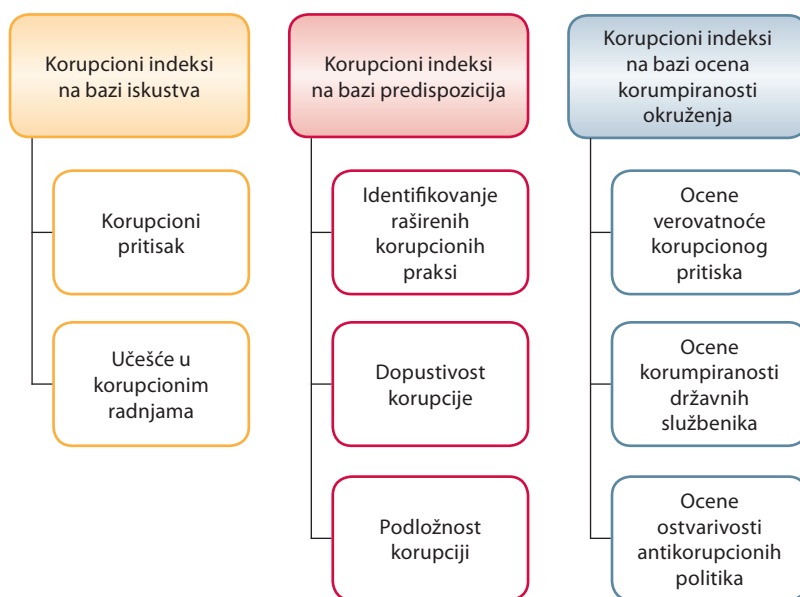 Korupcioni indeksi
na bazi iskustva
Korupcioni
pritisak
Učešće u
korupcionim
radnjama
Korupcioni indeksi
na bazi predispozicija
Identifikovanje
raširenih
korupcionih
praksi
Dopustivost
korupcije
Podložnost
korupciji
Korupcioni indeksi
na bazi ocena
korumpiranosti
okruženja
Ocene
verovatnoće
korupcionog
pritiska
Ocene
korumpiranosti
državnih
službenika
Ocene
ostvarivosti
antikorupcionih
politika